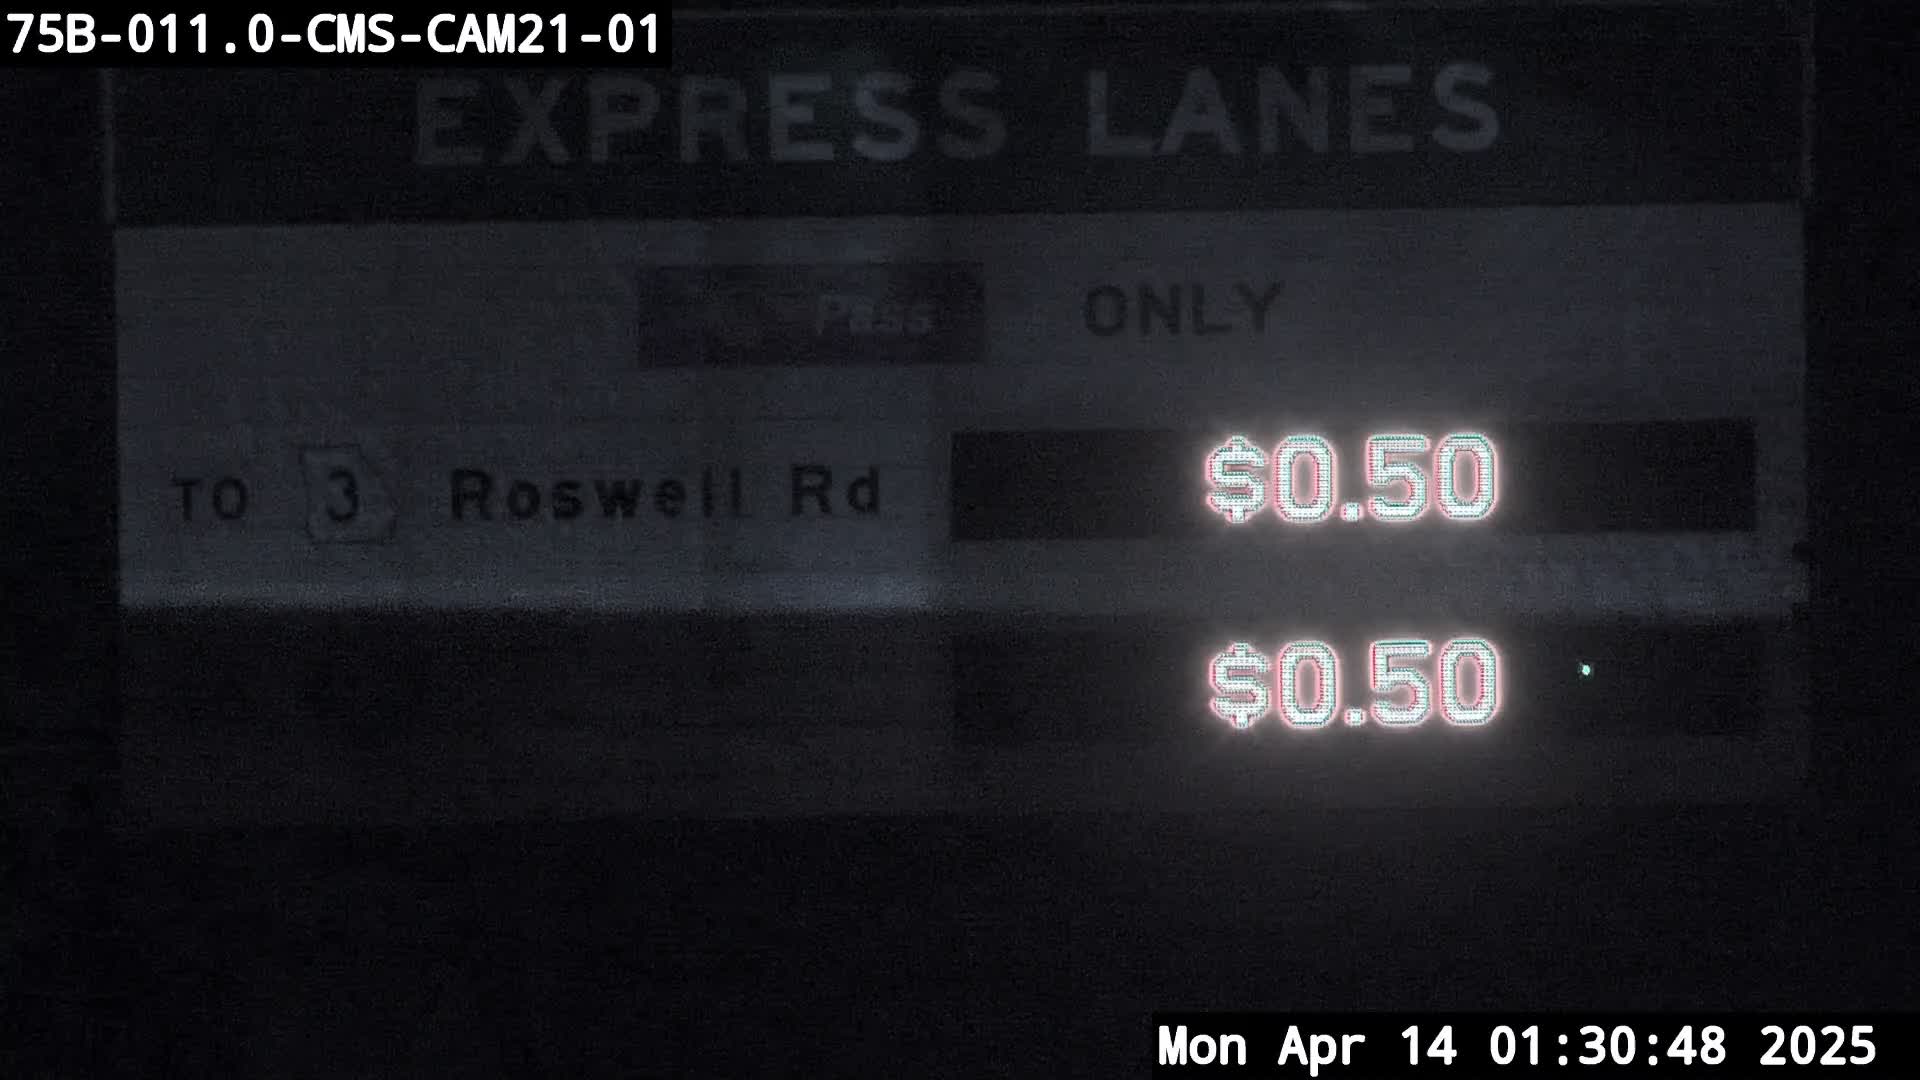 75B-011.0-CMS-CAM21-01
EXPRESS LANES
Pass ONLY
TO 3 Roswell Rd $0.50
$0.50
Mon Apr 14 01:30:48 2025